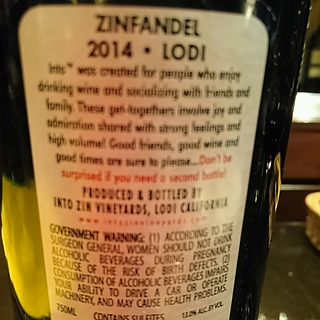 ZINFANDEL
2014 • LODI
Into™ was created for people who enjoy
drinking wine and socializing with friends and
family. These get-togethers involve joy and
admiration shared with strong feelings and
high volume! Good friends, good wine and
good times are sure to please...Don't be
surprised if you need a second bottle!
PRODUCED & BOTTLED BY
INTO ZIN VINEYARDS, LODI CALIFORNIA
www.intozinvineyards.com
GOVERNMENT WARNING: (1) ACCORDING TO THE
SURGEON GENERAL, WOMEN SHOULD NOT DRINK
ALCOHOLIC BEVERAGES DURING PREGNANCY
BECAUSE OF THE RISK OF BIRTH DEFECTS. (2)
CONSUMPTION OF ALCOHOLIC BEVERAGES IMPAIRS
YOUR ABILITY TO DRIVE A CAR OR OPERATE
MACHINERY, AND MAY CAUSE HEALTH PROBLEMS.
750ML CONTAINS SULFITES 13.0% ALC. BY VOL.